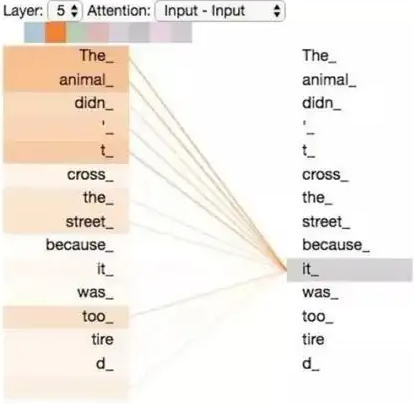 Layer: 5 Attention: Input - Input
The_ The_
animal_ animal_
didn_ didn_
'_ '_
t_ t_
cross_ cross_
the_ the_
street_ street_
because_ because_
it_ it_
was_ was_
too_ too_
tire tire
d_ d_